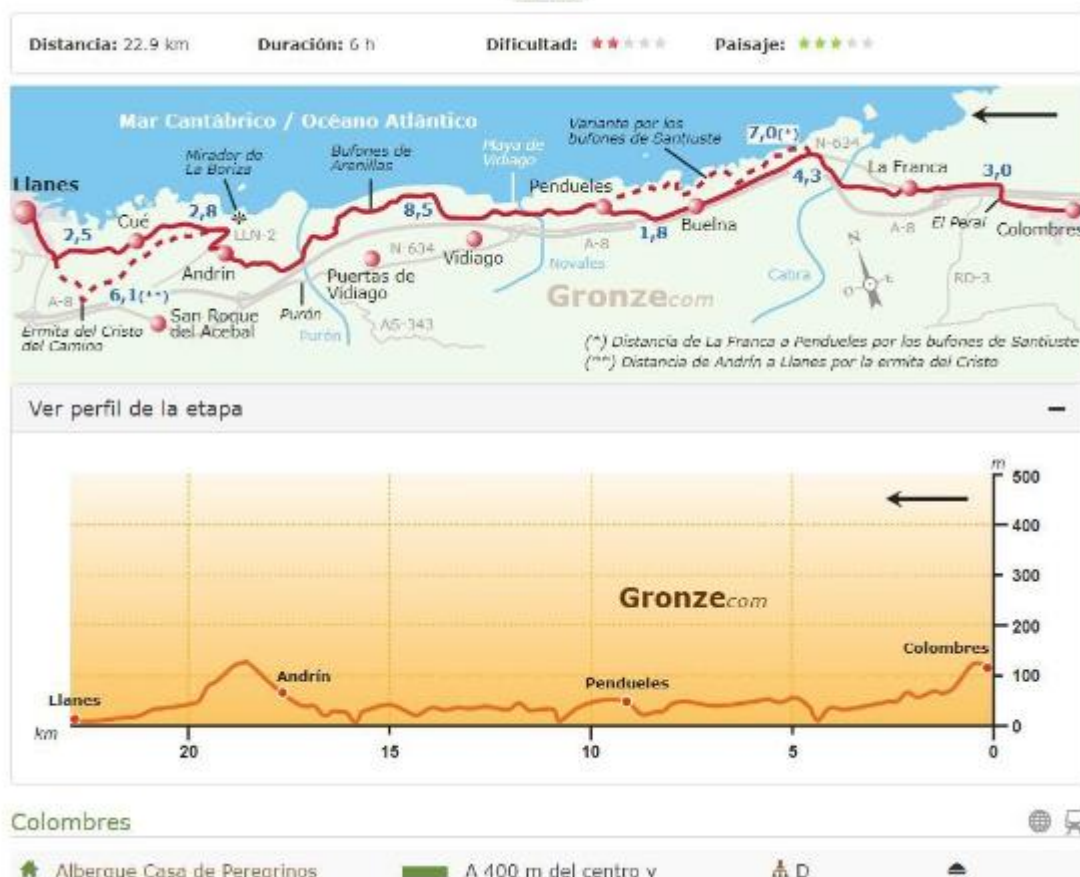 Distancia: 22.9 km Duración: 6 h Dificultad: Paisaje:
Mar Cantábrico / Océano Atlántico
Variante por los
bufones de Santiuste
7,0(*)
N-634
Mirador de
La Boriza
Bufones de
Arenillas
Playa de
Vidiago
La Franca
3,0
Llanes
Pendueles
4,3
Cué
2,8
8,5
2,5
LLN-2
1,8
Buelna
A-8
El Peral
Colombres
Andrín
N-634
Vidiago
A-8
Novales
Cabra
N
E
O
RD-3
A-8
6,1(**)
Puertas de
Vidiago
Gronze.com
San Roque
del Acebal
Purón
Purón
AS-343
Ermita del Cristo
del Camino
(*) Distancia de La Franca a Pendueles por los bufones de Santiuste
(**) Distancia de Andrín a Llanes por la ermita del Cristo
Ver perfil de la etapa
m
500
400
300
Gronze.com
200
Colombres
Andrín
100
Pendueles
Llanes
0
km
20 15 10 5 0
Colombres
Albergue Casa de Peregrinos A 400 m del centro y D